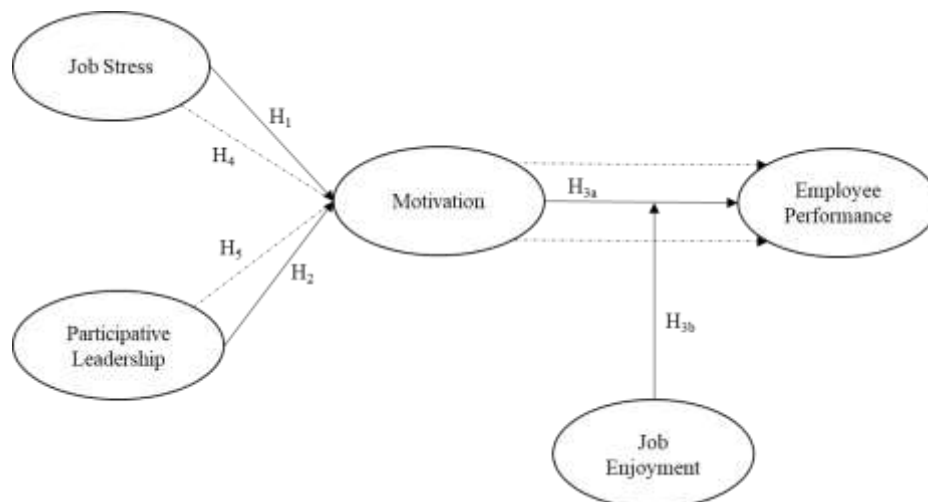 Job Stress
H₁
H₄
Motivation
H₃ₐ
Employee
Performance
H₅
H₂
Participative
Leadership
H₃b
Job
Enjoyment